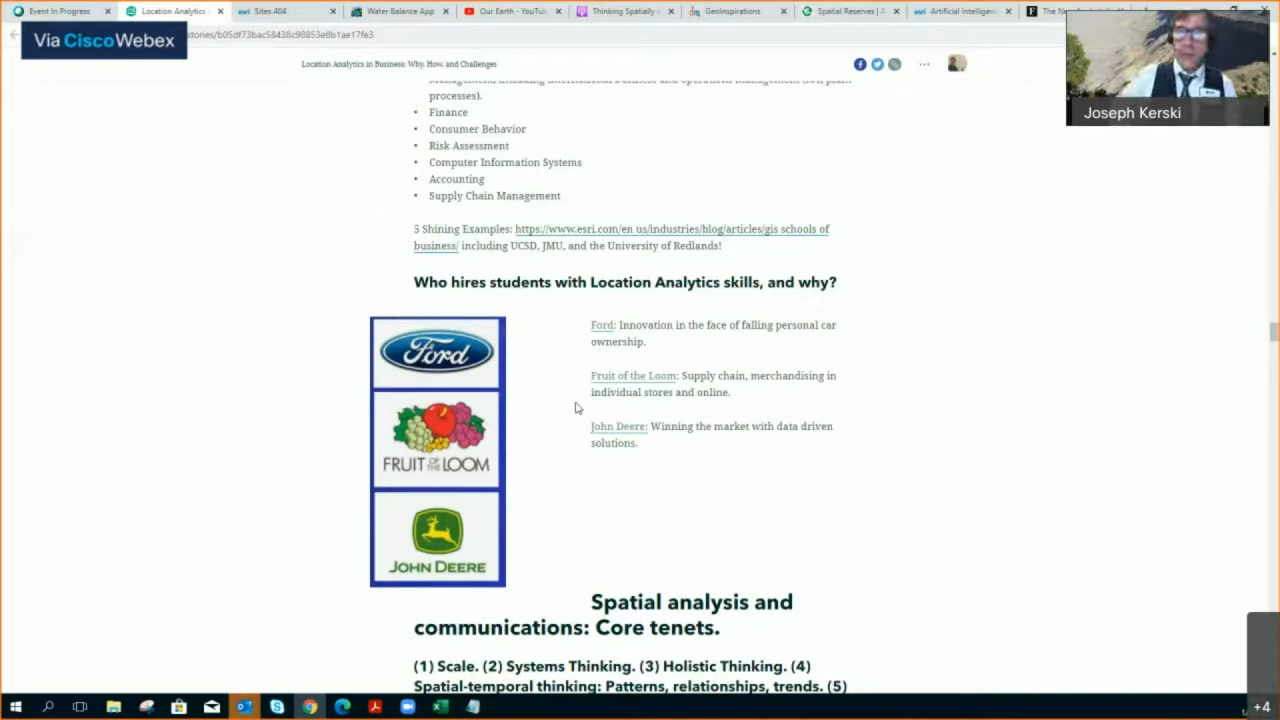 Event In Progress
Location Analytics
esri Sites 404
Water Balance App
Our Earth - YouTu
Thinking Spatially
GeoInspirations
Spatial Reserves |
esri Artificial Intelligen
Via Cisco Webex
stories/b05df73bac58438c98853e8b1ae17fe3
Location Analytics in Business: Why, How, and Challenges
Joseph Kerski
processes).
• Finance
• Consumer Behavior
• Risk Assessment
• Computer Information Systems
• Accounting
• Supply Chain Management
5 Shining Examples: https://www.esri.com/en us/industries/blog/articles/gis schools of
business/ including UCSD, JMU, and the University of Redlands!
Who hires students with Location Analytics skills, and why?
Ford
Ford: Innovation in the face of falling personal car
ownership.
FRUIT OF THE LOOM
Fruit of the Loom: Supply chain, merchandising in
individual stores and online.
JOHN DEERE
John Deere: Winning the market with data driven
solutions.
Spatial analysis and
communications: Core tenets.
(1) Scale. (2) Systems Thinking. (3) Holistic Thinking. (4)
Spatial-temporal thinking: Patterns, relationships, trends. (5)
+4